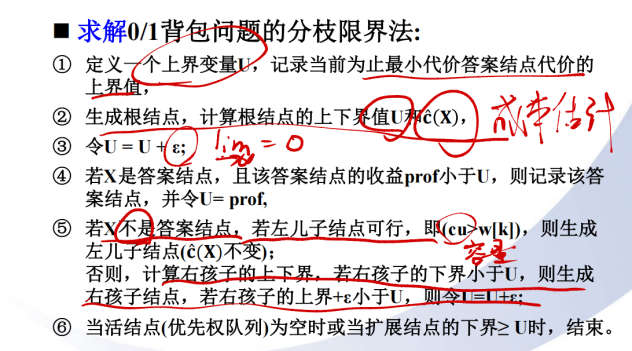 ■ 求解0/1背包问题的分枝限界法:
① 定义一个上界变量U，记录当前为止最小代价答案结点代价的
上界值，
② 生成根结点，计算根结点的上下界值U和ĉ(X)，
成本估计
③ 令U = U + ε;
lim = 0
④ 若X是答案结点，且该答案结点的收益prof小于U，则记录该答
案结点，并令U= prof,
⑤ 若X不是答案结点，若左儿子结点可行，即(cu>w[k])，则生成
左儿子结点(ĉ(X)不变);
容量
否则，计算右孩子的上下界，若右孩子的下界小于U，则生成
右孩子结点，若右孩子的上界+ε小于U，则令U=U+ε;
⑥ 当活结点(优先权队列)为空时或当扩展结点的下界≥ U时，结束。